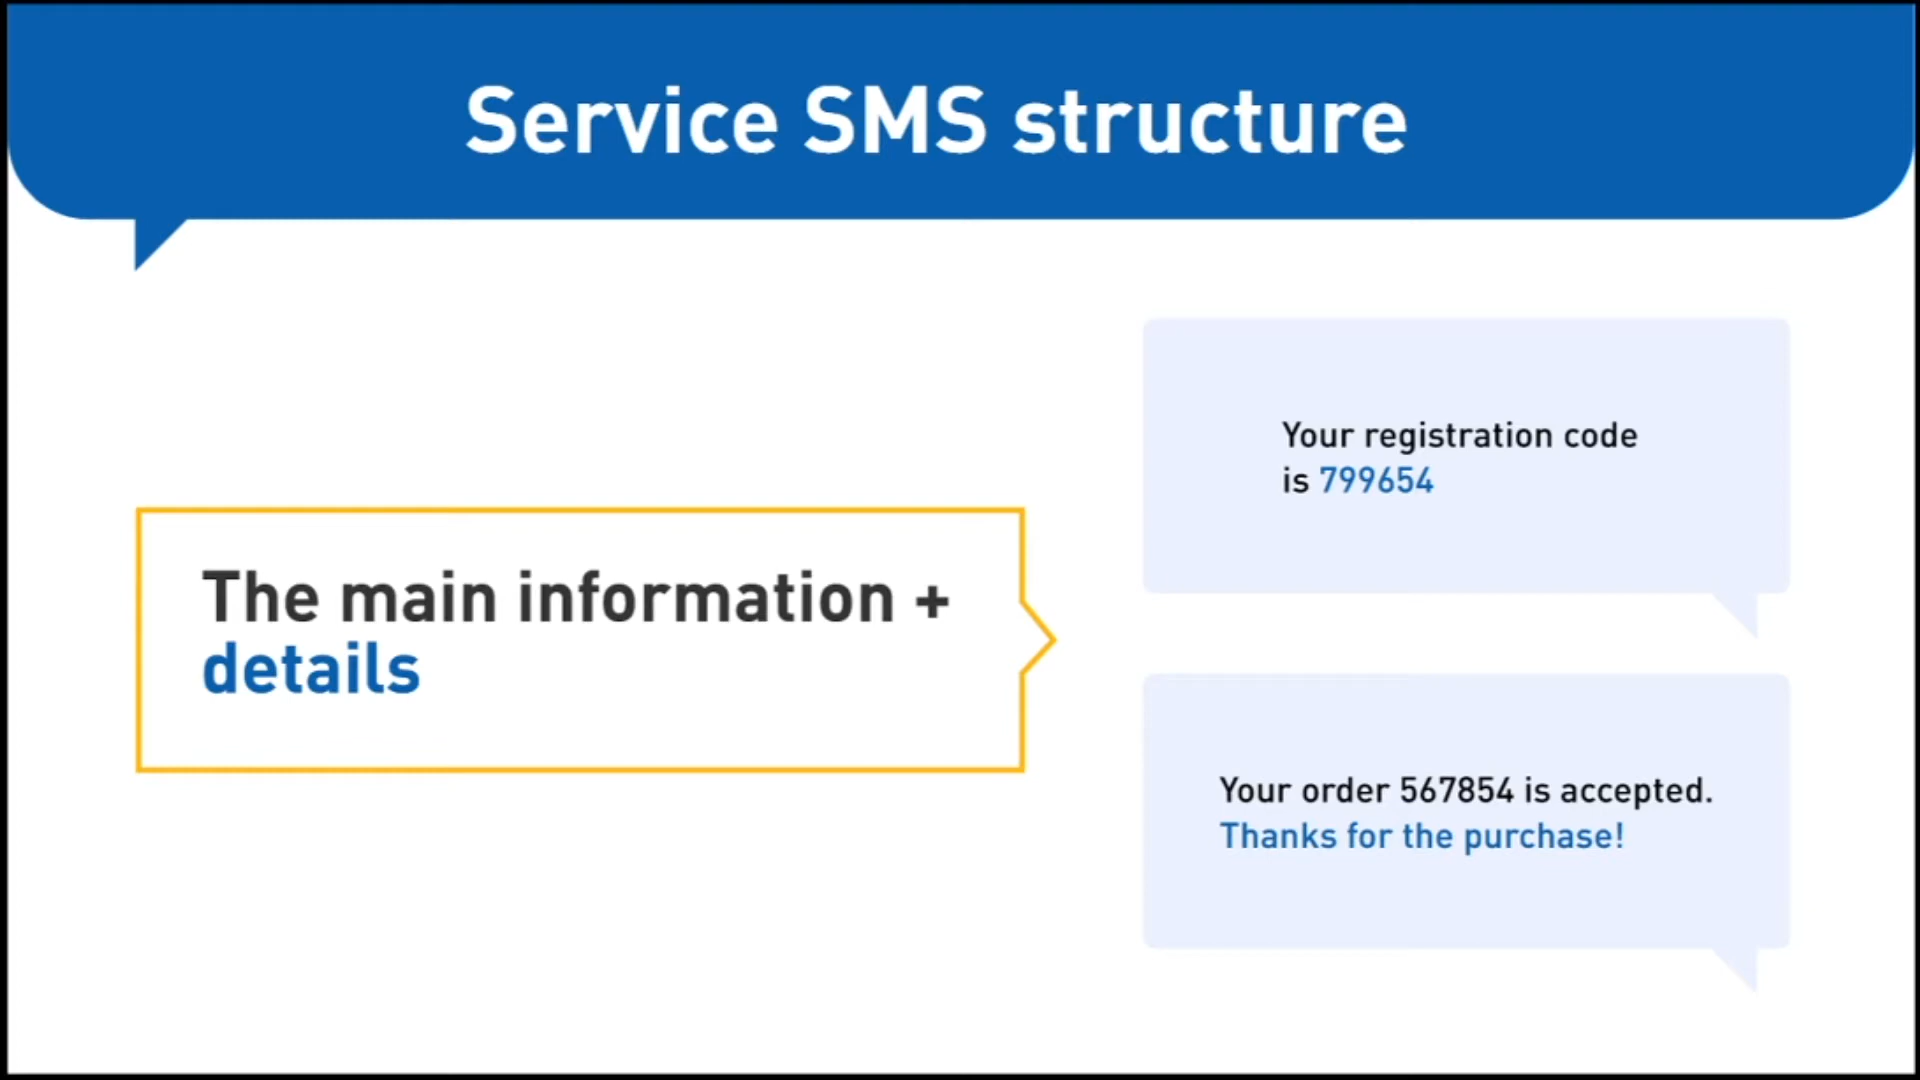 Service SMS structure
The main information +
details
Your registration code
is 799654
Your order 567854 is accepted.
Thanks for the purchase!